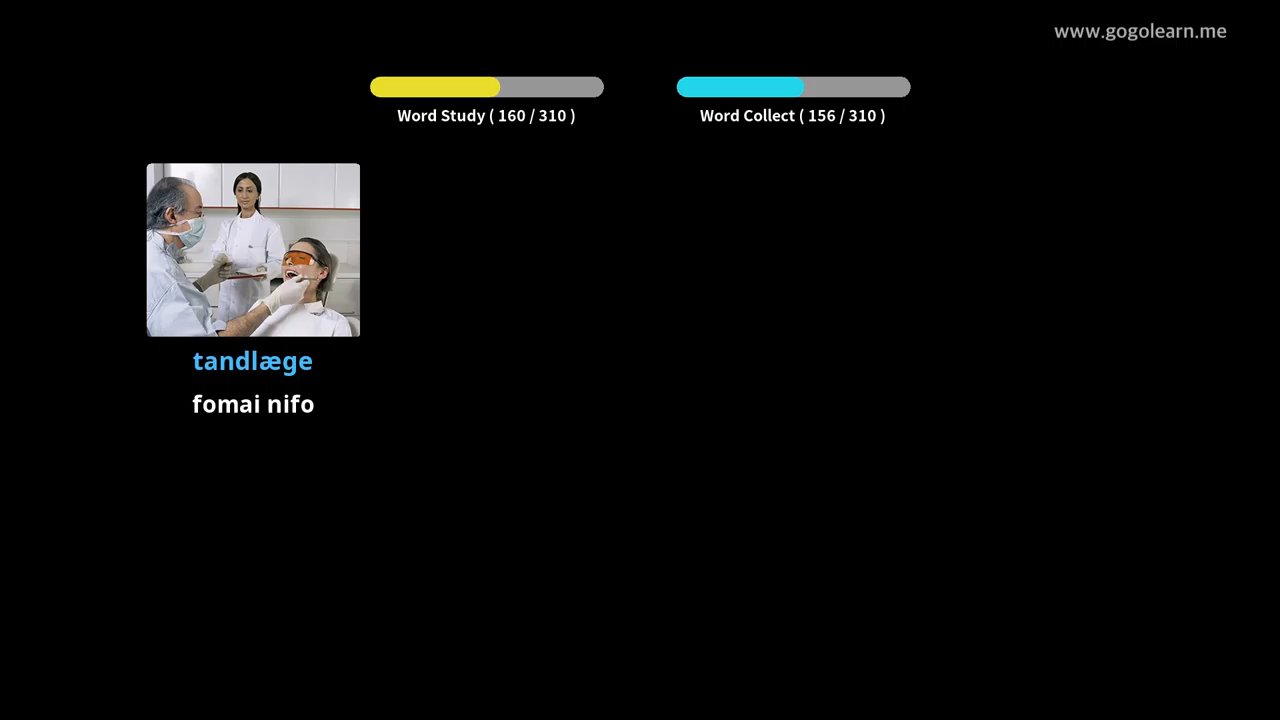 www.gogolearn.me
Word Study ( 160 / 310 )
Word Collect ( 156 / 310 )
tandlæge
fomai nifo